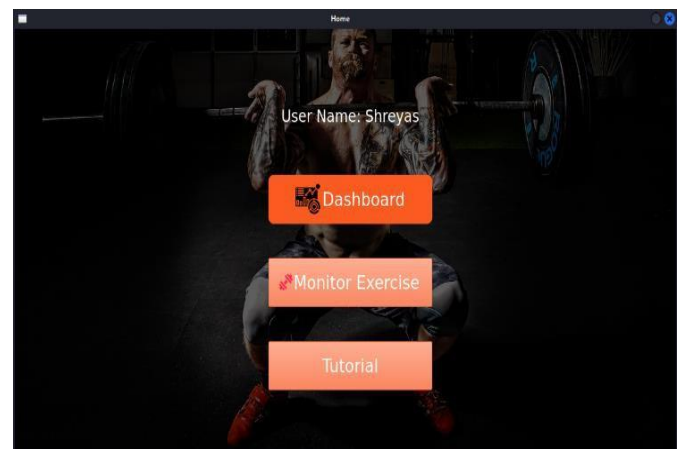 Home
User Name: Shreyas
Dashboard
Monitor Exercise
Tutorial